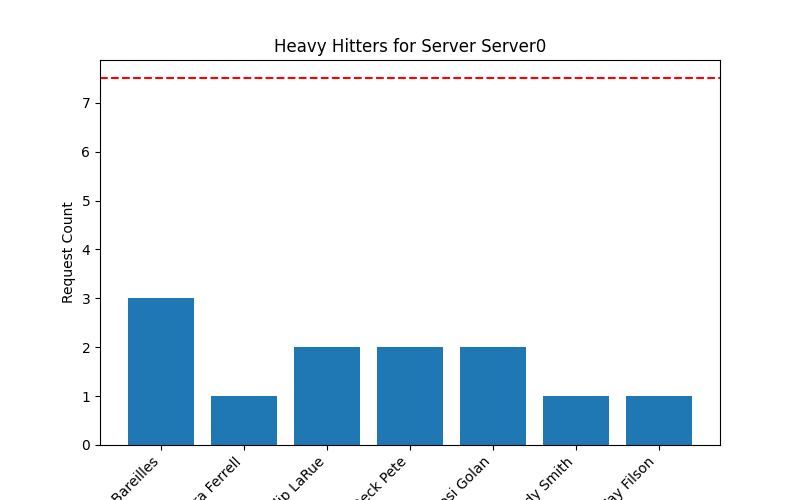 Heavy Hitters for Server Server0
7
6
5
4
3
2
1
0
Request Count
Bareilles
Ferrell
LaRue
Pete
Golan
Smith
Filson